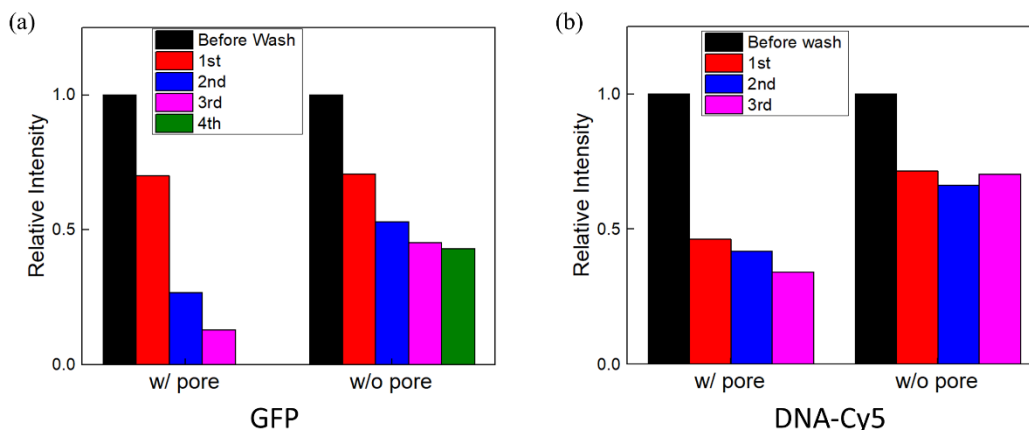 (a)
Before Wash
1st
2nd
3rd
4th
Relative Intensity
1.0
0.5
0.0
w/ pore
w/o pore
GFP
(b)
Before wash
1st
2nd
3rd
Relative Intensity
1.0
0.5
0.0
w/ pore
w/o pore
DNA-Cy5